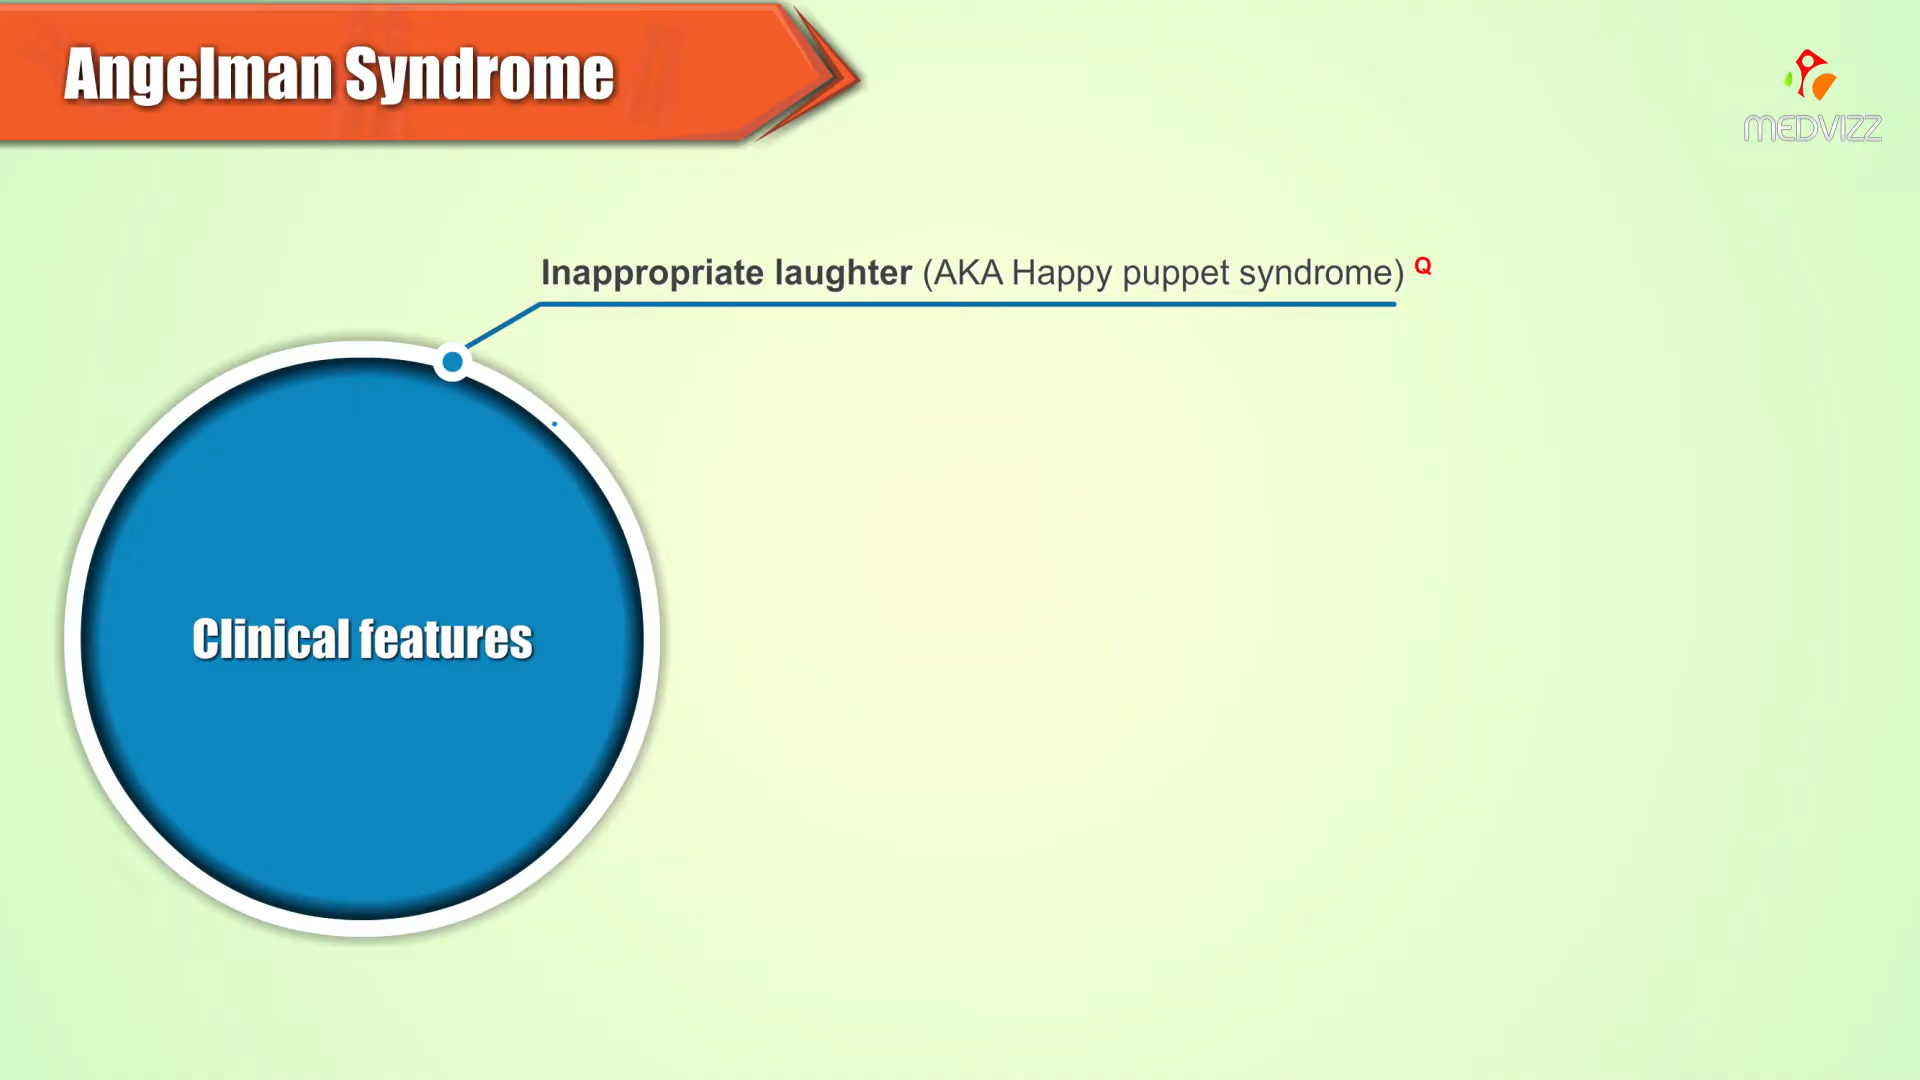 Angelman Syndrome
MEDVIZZ
Inappropriate laughter (AKA Happy puppet syndrome) Q
Clinical features